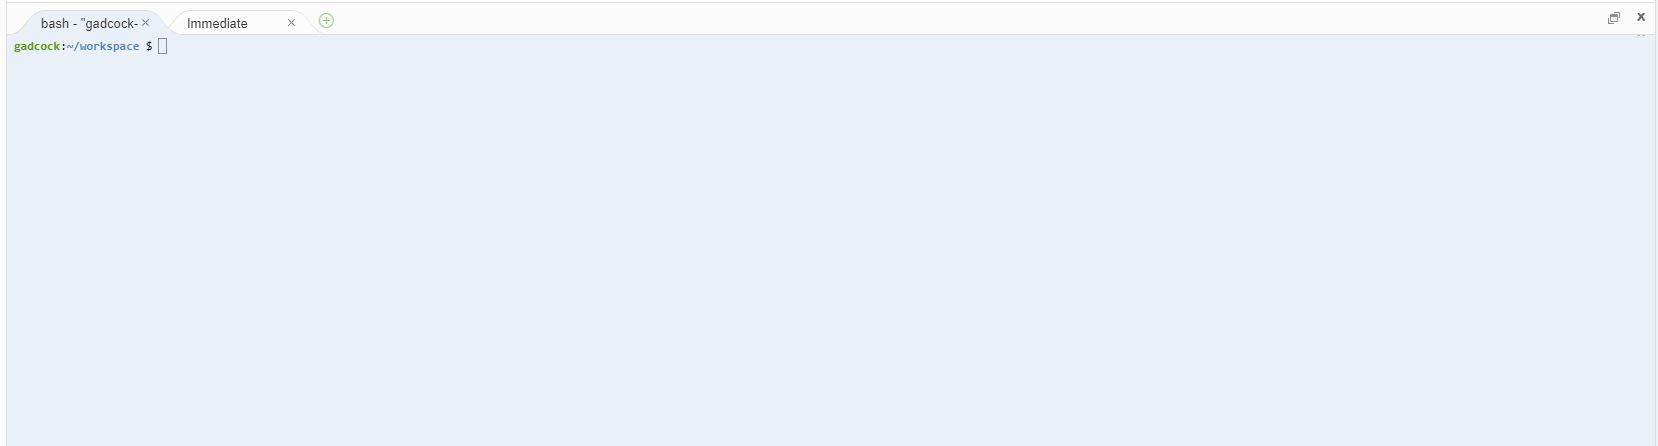 bash - "gadcock-
Immediate
gadcock:~/workspace $